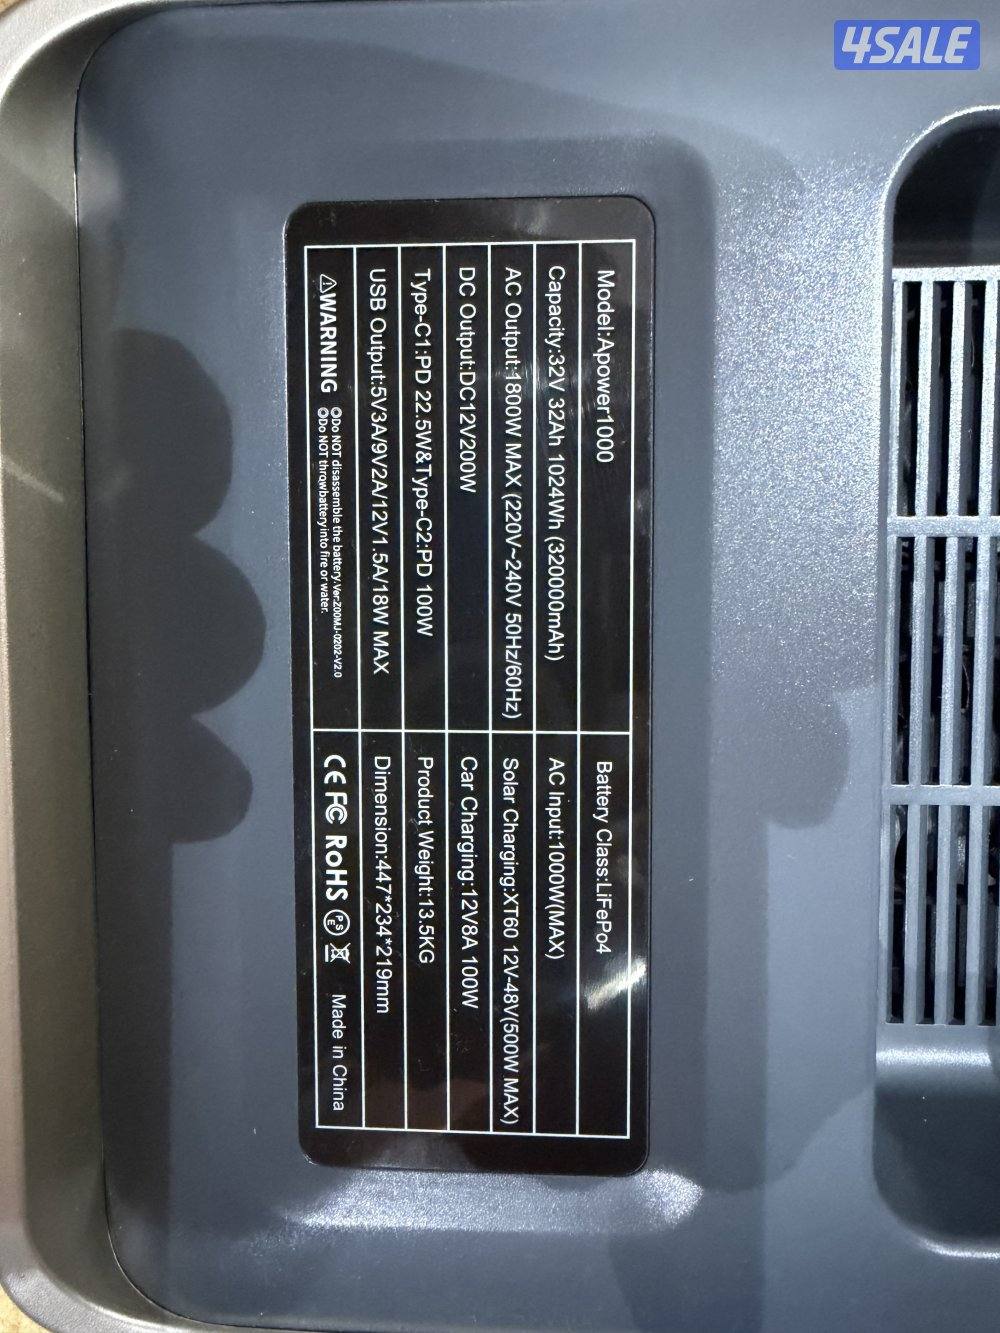 4SALE
Model:Apower1000
Battery Class:LiFePo4
Capacity:32V 32Ah 1024Wh (320000mAh)
AC Input:1000W(MAX)
AC Output:1800W MAX (220V~240V 50Hz/60Hz)
Solar Charging:XT60 12V-48V(500W MAX)
DC Output:DC12V200W
Car Charging:12V8A 100W
Type-C1:PD 22.5W&Type-C2:PD 100W
Product Weight:13.5KG
USB Output:5V3A/9V2A/12V1.5A/18W MAX
Dimension:447*234*219mm
⚠WARNING
Do NOT disassemble the battery.Ver:Z00MJ-0202-V2.0
Do NOT throwbattery into fire or water.
CE FC RoHS PSE Made in China